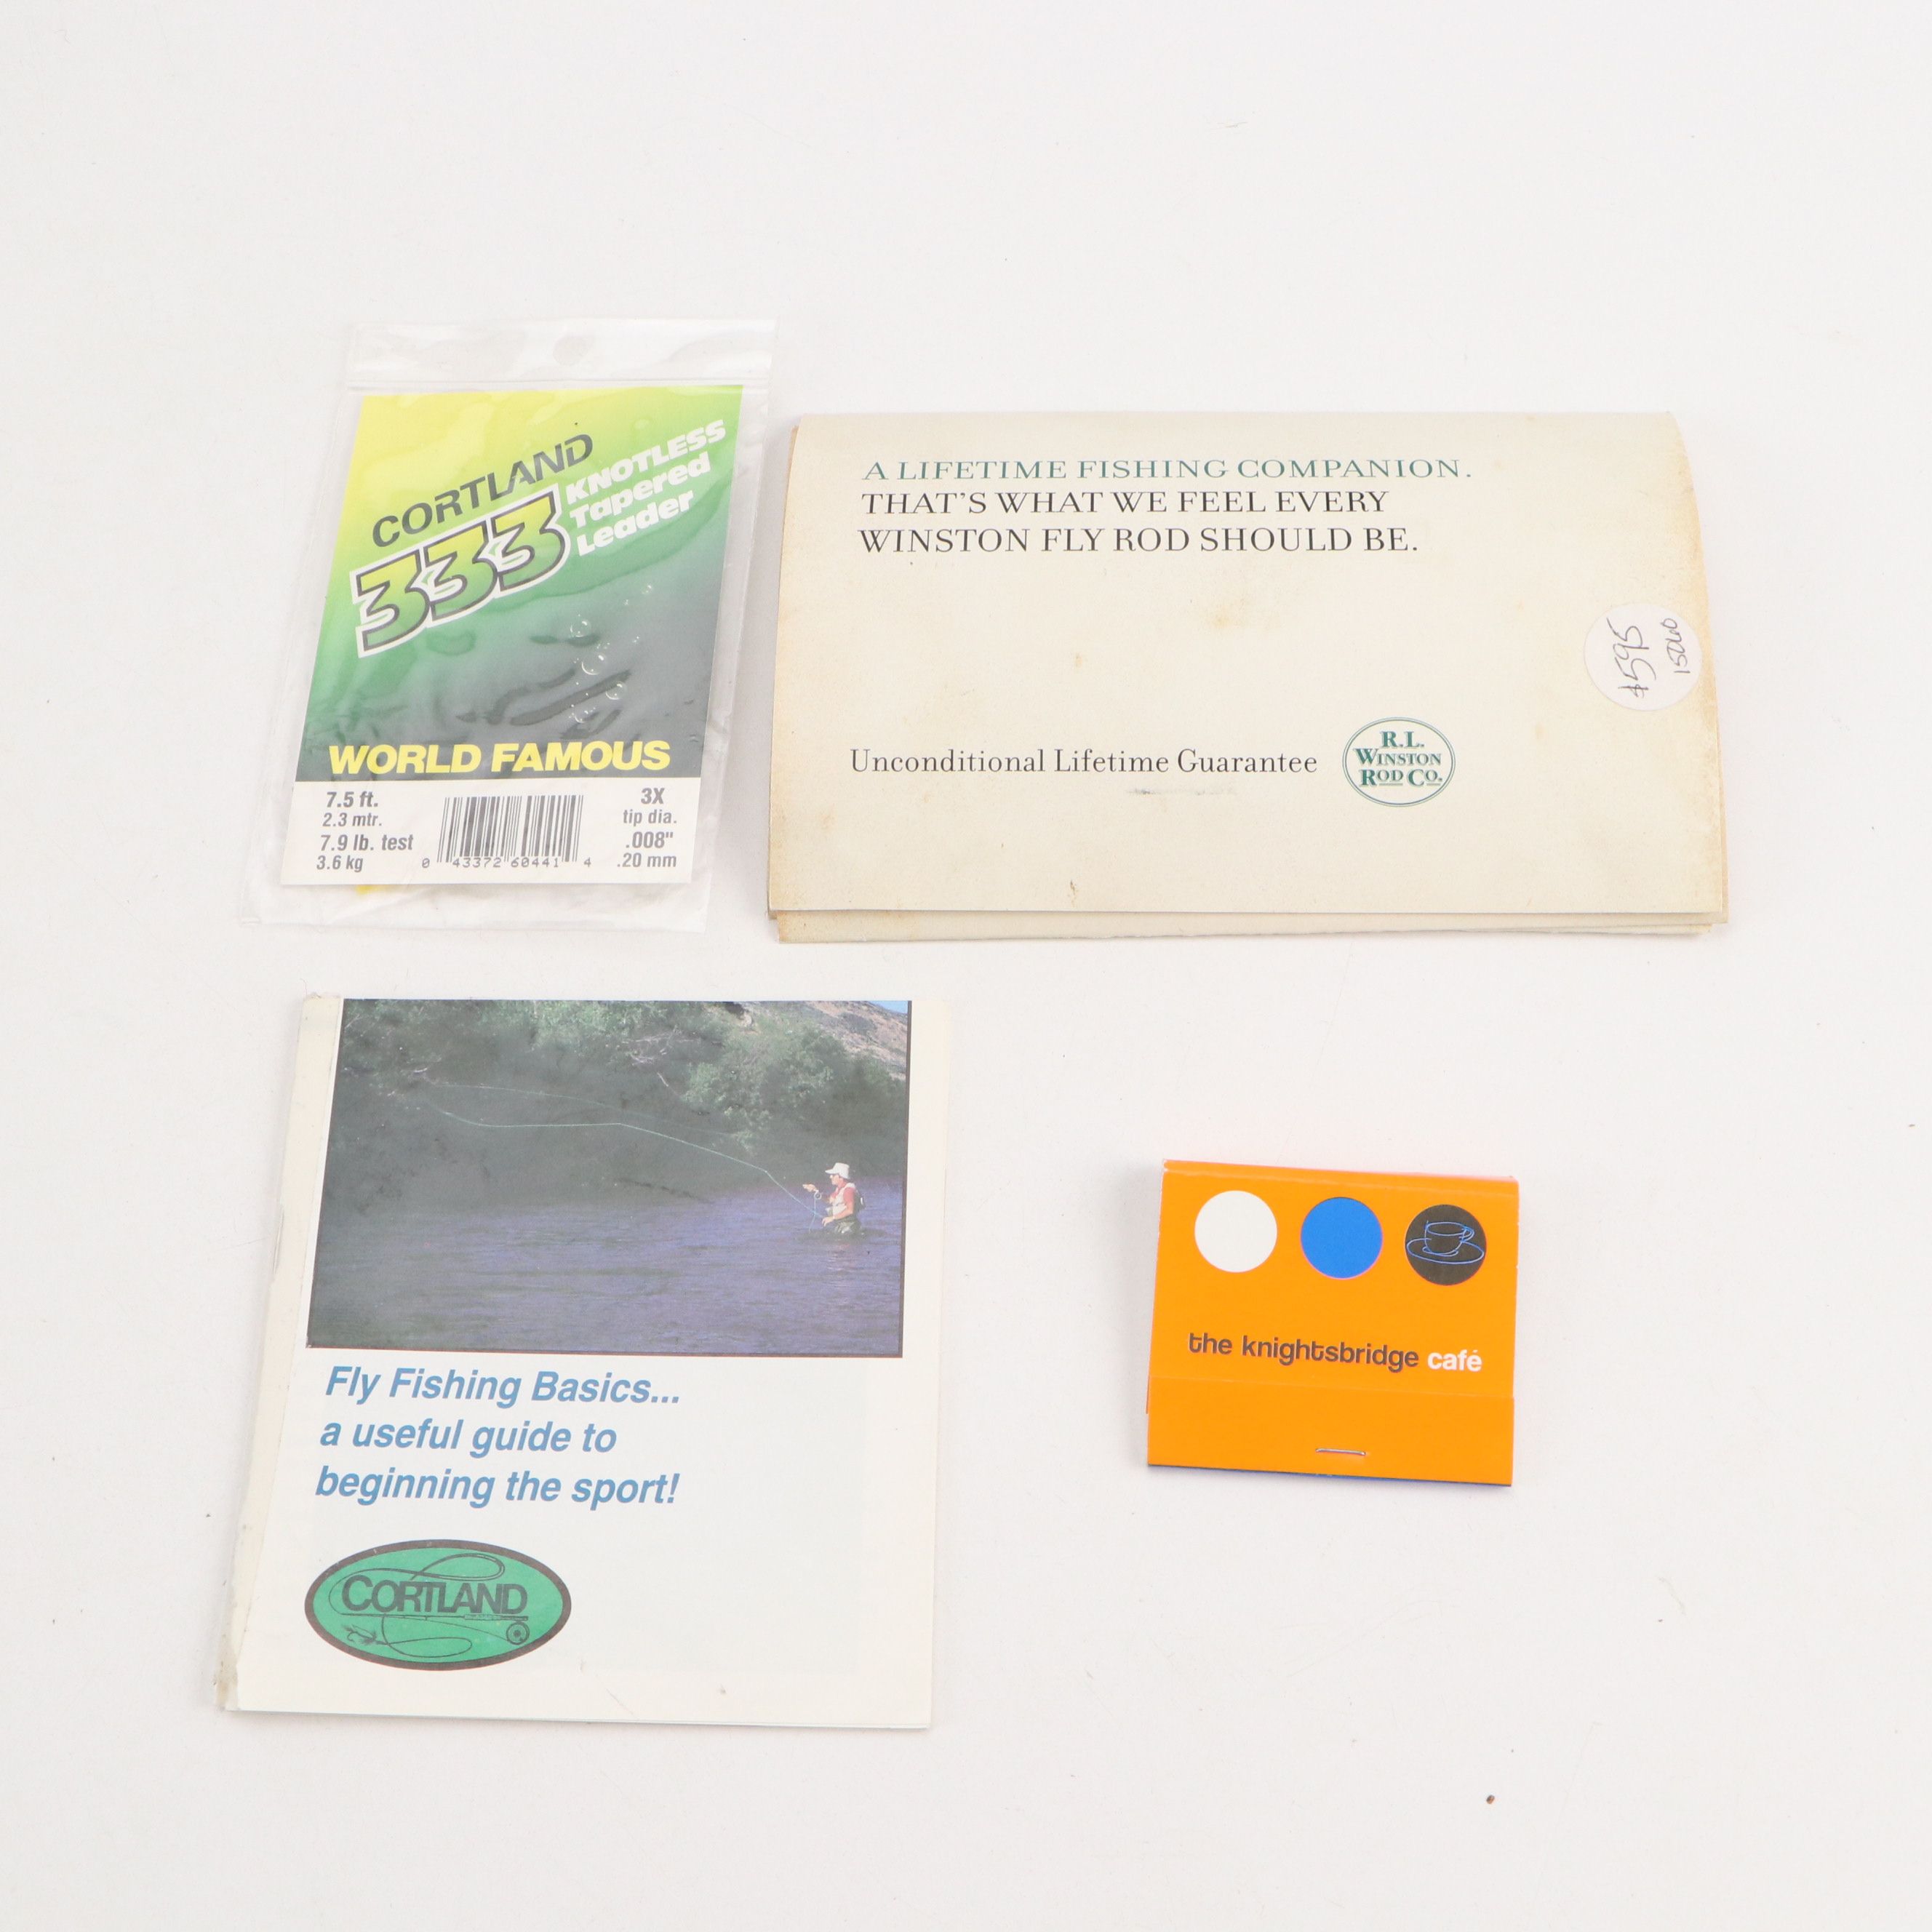 CORTLAND
333
KNOTLESS
Tapered
Leader
WORLD FAMOUS
7.5 ft.
2.3 mtr.
7.9 lb. test
3.6 kg
0 43372 60441 4
3X
tip dia.
.008"
.20 mm
A LIFETIME FISHING COMPANION.
THAT'S WHAT WE FEEL EVERY
WINSTON FLY ROD SHOULD BE.
$595
Unconditional Lifetime Guarantee
R.L.
WINSTON
ROD CO.
Fly Fishing Basics...
a useful guide to
beginning the sport!
CORTLAND
the knightsbridge café